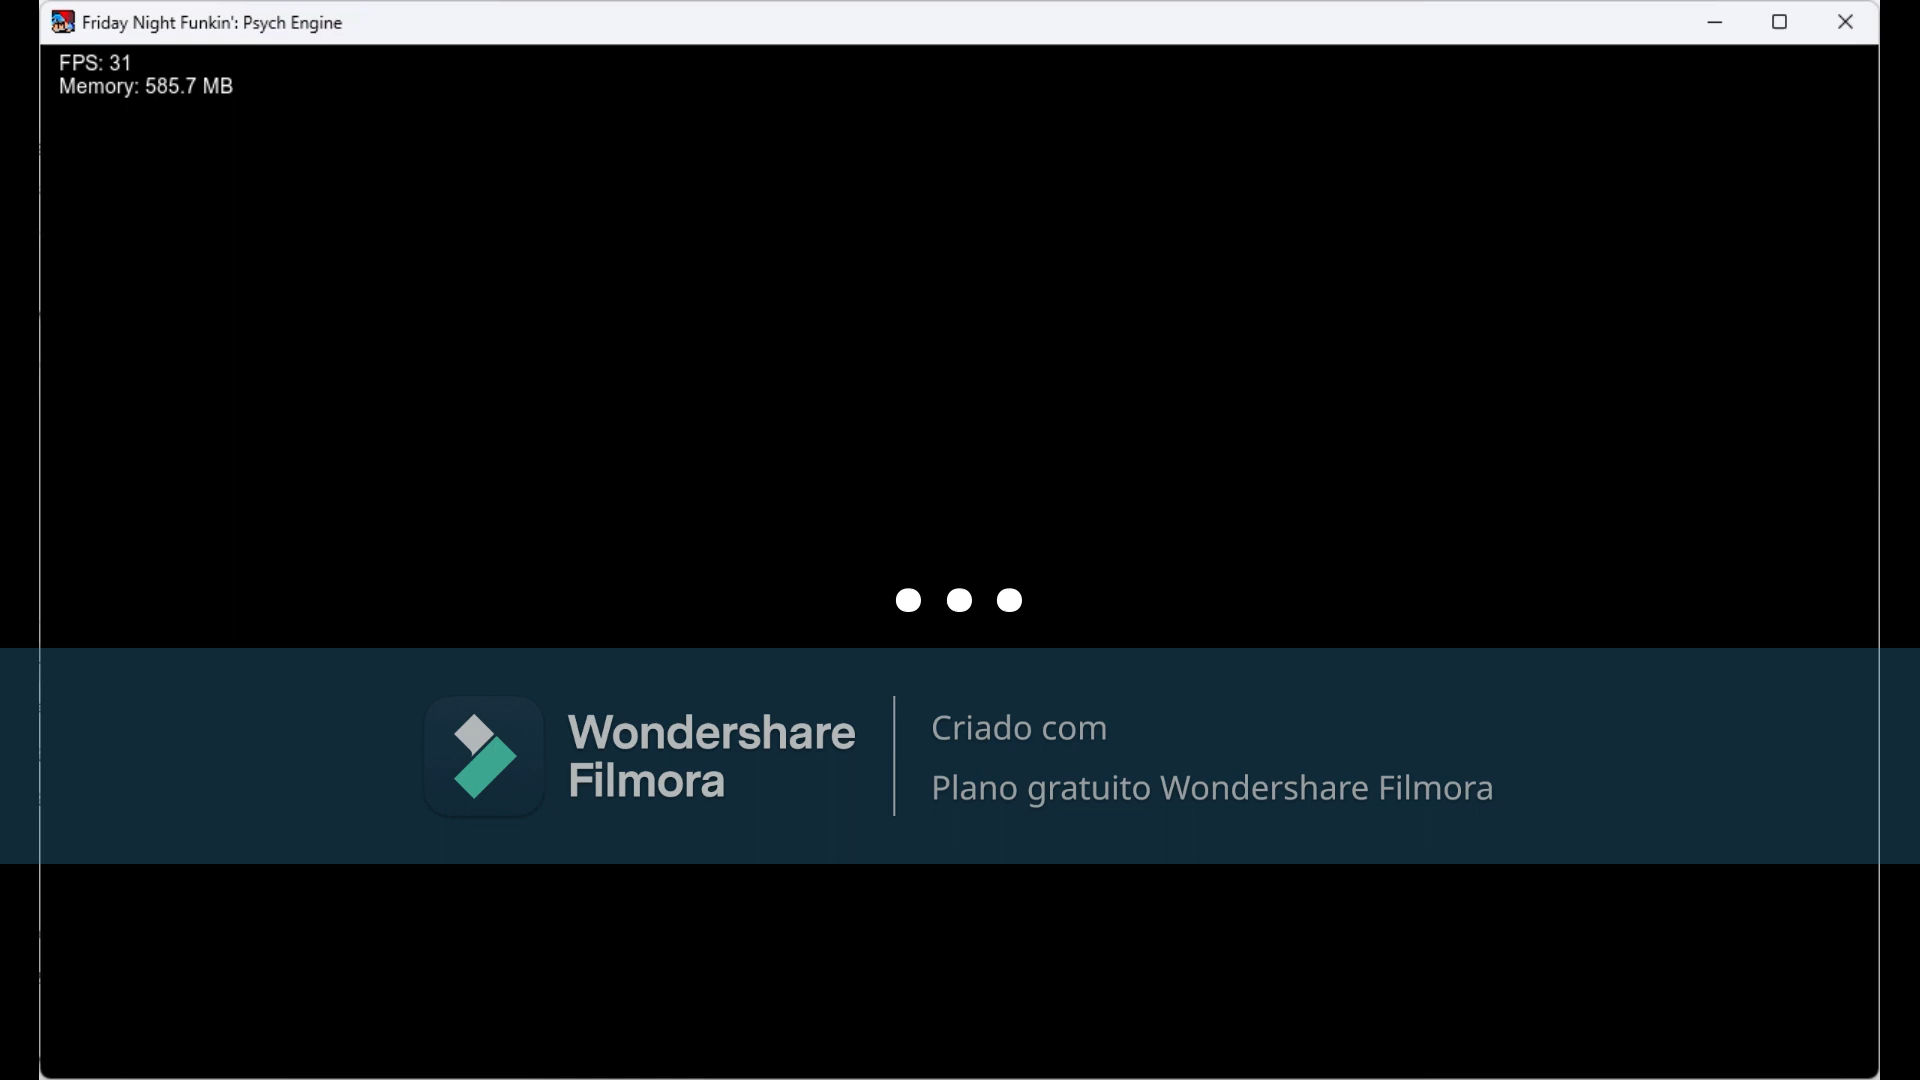 Friday Night Funkin': Psych Engine
FPS: 31
Memory: 585.7 MB
Wondershare
Filmora
Criado com
Plano gratuito Wondershare Filmora